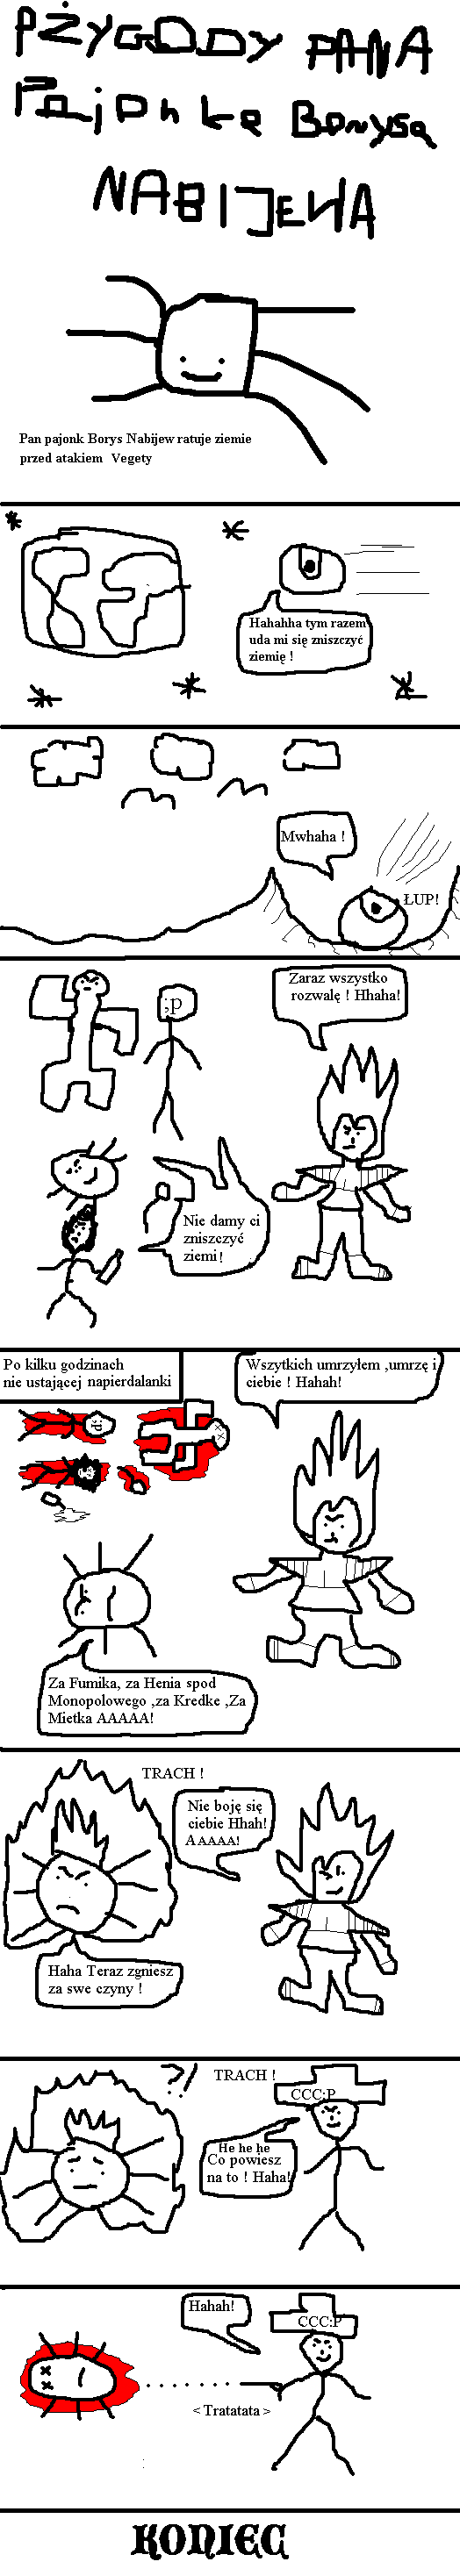 PŻYGODY PANA
Pajonka Borysa
NABIJEWA
Pan pajonk Borys Nabijew ratuje ziemie
przed atakiem Vegety
Hahahha tym razem
uda mi się zniszczyć
ziemię !
Mwhaha !
ŁUP!
;p
Zaraz wszystko
rozwalę ! Hhaha!
Nie damy ci
zniszczyć
ziemi!
Po kilku godzinach
nie ustającej napierdalanki
Wszytkich umrzyłem ,umrzę i
ciebie ! Hahah!
Za Fumika, za Henia spod
Monopolowego ,za Kredke ,Za
Mietka AAAAA!
TRACH !
Nie boję się
ciebie Hhah!
AAAAA!
Haha Teraz zgniesz
za swe czyny !
?!
TRACH !
CCC:P
He he he
Co powiesz
na to ! Haha!
Hahah!
CCC:P
< Tratatata >
KONIEC